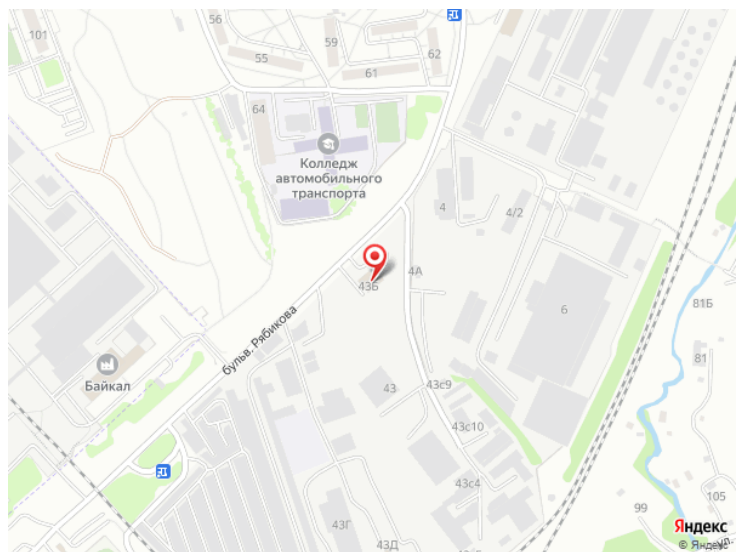 101
56
59
62
55
61
64
Колледж
автомобильного
транспорта
4
4/2
4А
43Б
6
81Б
бульв. Рябикова
81
Байкал
43
43с9
43с10
43с4
105
99
43Г
43Д
Яндекс
© Яндекс
ул.